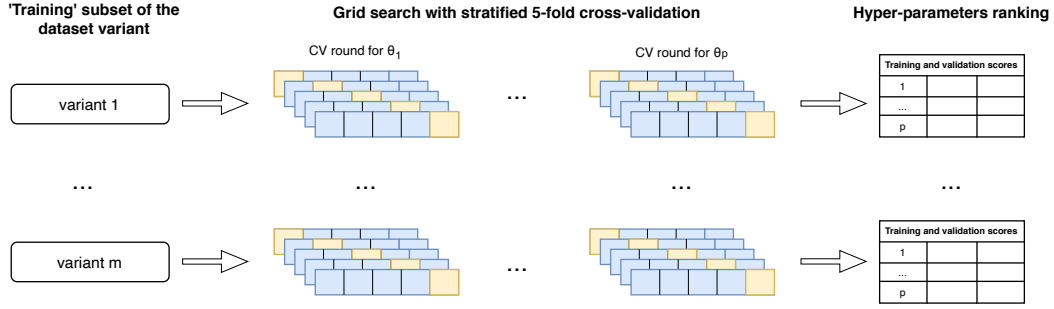 'Training' subset of the
dataset variant
Grid search with stratified 5-fold cross-validation
Hyper-parameters ranking
CV round for θ1
CV round for θp
variant 1
...
Training and validation scores
1
...
p
...
...
...
...
variant m
...
Training and validation scores
1
...
p